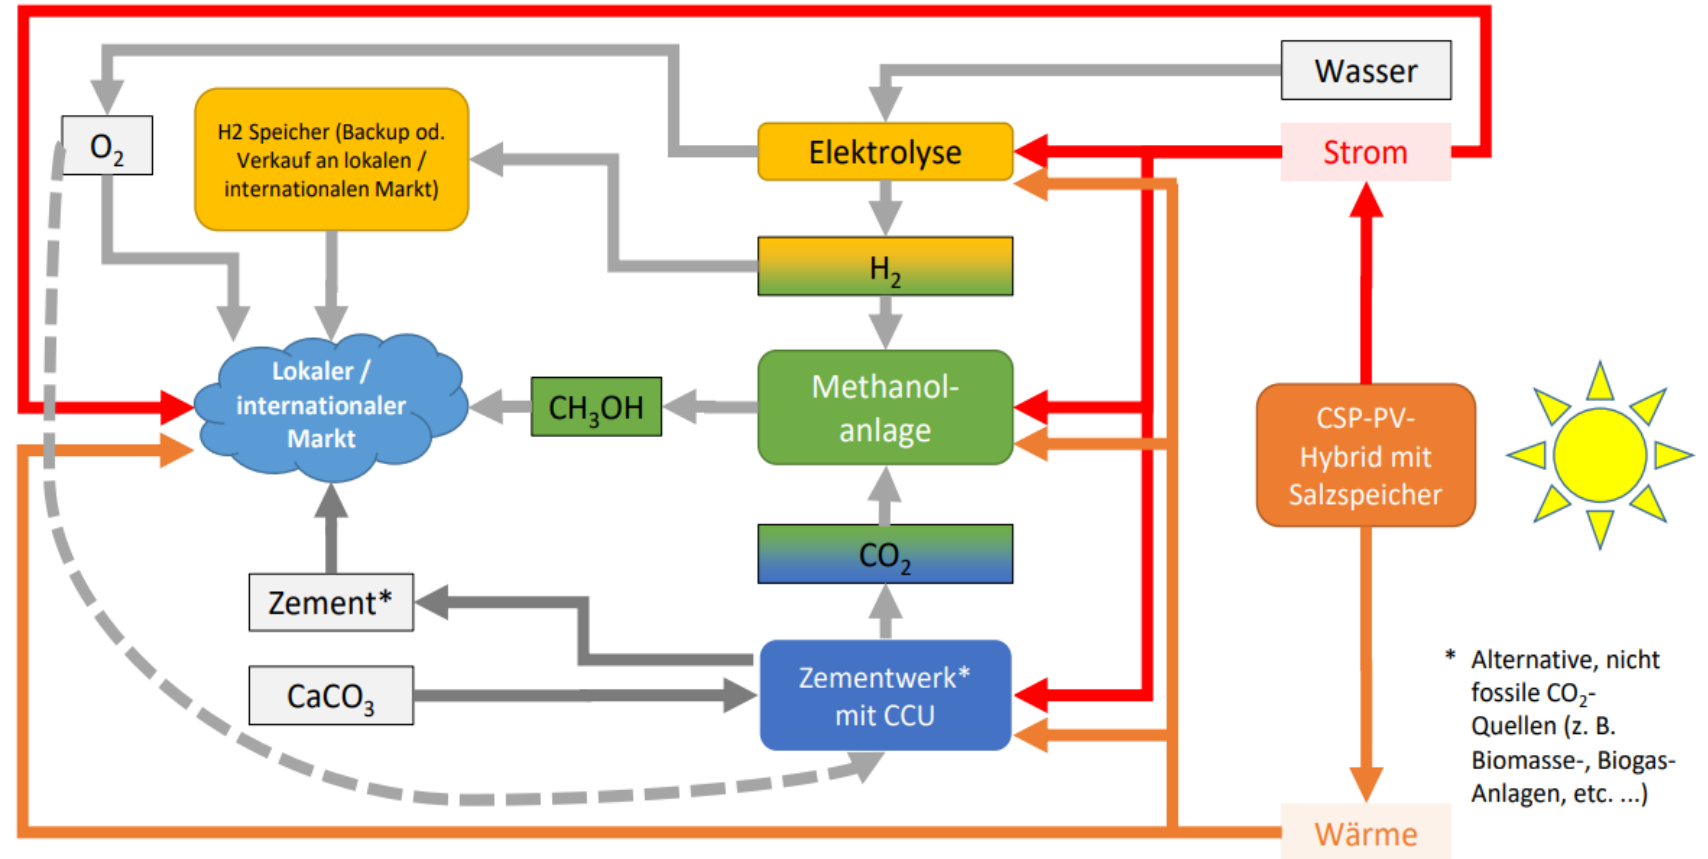 Wasser
O2
H2 Speicher (Backup od.
Verkauf an lokalen /
internationalen Markt)
Elektrolyse
Strom
H2
Lokaler /
internationaler
Markt
CH3OH
Methanol-
anlage
CSP-PV-
Hybrid mit
Salzspeicher
CO2
Zement*
CaCO3
Zementwerk*
mit CCU
* Alternative, nicht
fossile CO2-
Quellen (z. B.
Biomasse-, Biogas-
Anlagen, etc. ...)
Wärme